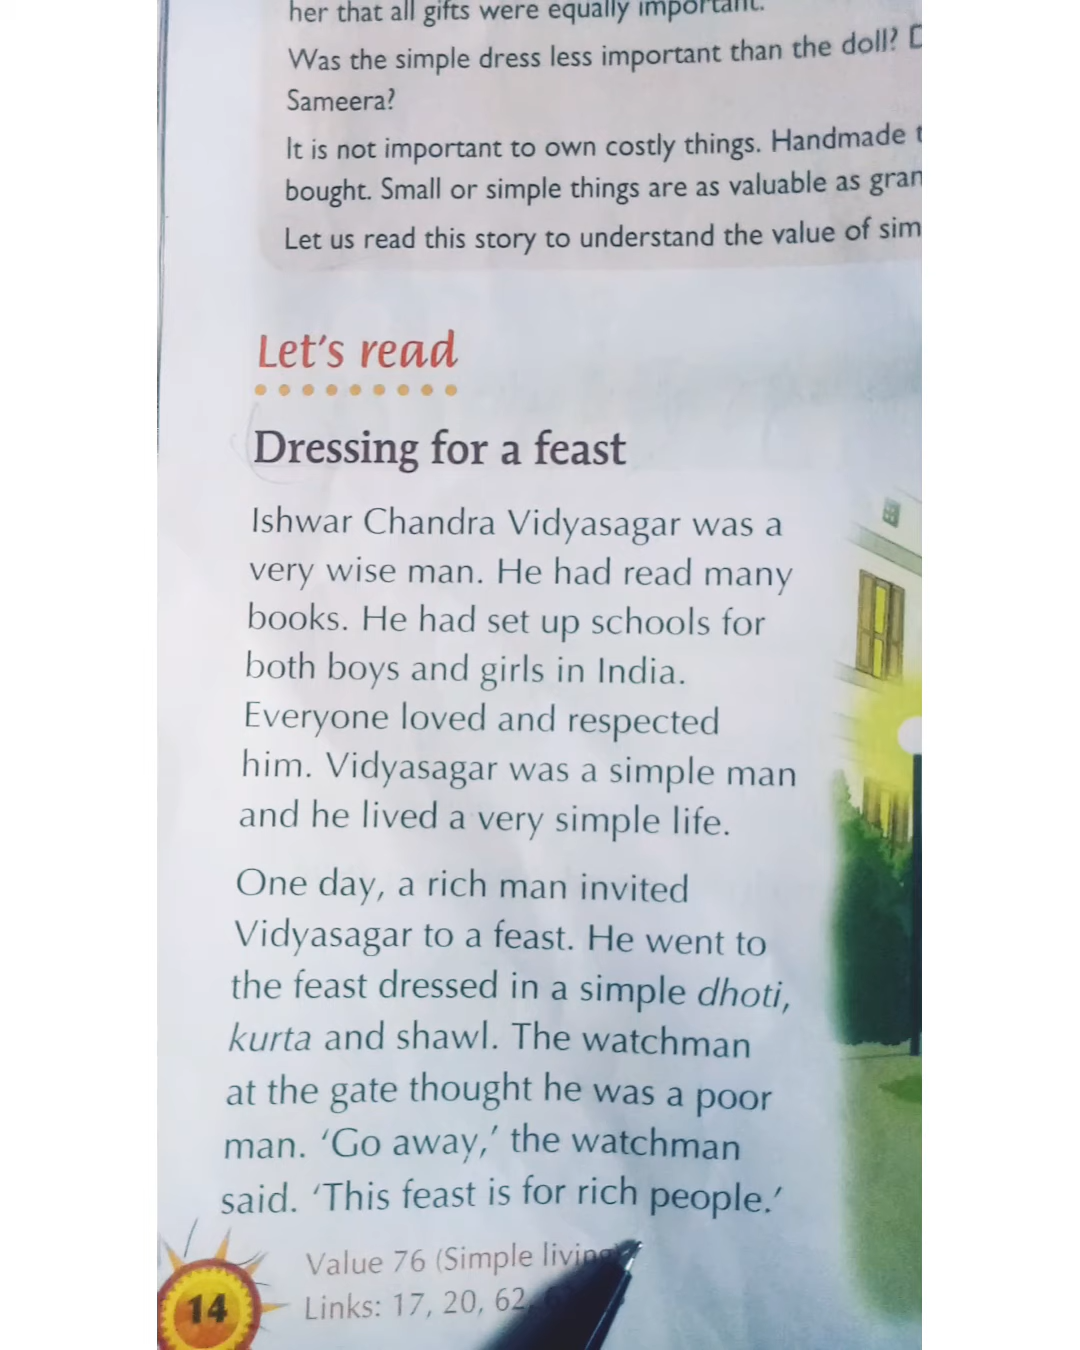 her that all gifts were equally important.
Was the simple dress less important than the doll?
Sameera?
It is not important to own costly things. Handmade
bought. Small or simple things are as valuable as
Let us read this story to understand the value of
Let's read
Dressing for a feast
Ishwar Chandra Vidyasagar was a
very wise man. He had read many
books. He had set up schools for
both boys and girls in India.
Everyone loved and respected
him. Vidyasagar was a simple man
and he lived a very simple life.
One day, a rich man invited
Vidyasagar to a feast. He went to
the feast dressed in a simple dhoti,
kurta and shawl. The watchman
at the gate thought he was a poor
man. ‘Go away,’ the watchman
said. ‘This feast is for rich people.’
Value 76 (Simple living
Links: 17, 20, 62,
14